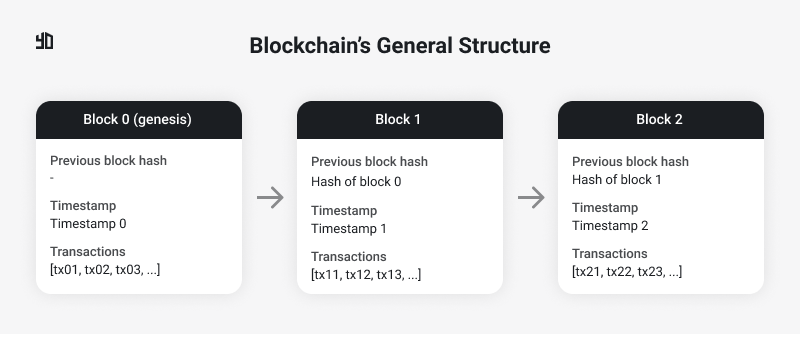 Blockchain’s General Structure
Block 0 (genesis)
Previous block hash
-
Timestamp
Timestamp 0
Transactions
[tx01, tx02, tx03, ...]
Block 1
Previous block hash
Hash of block 0
Timestamp
Timestamp 1
Transactions
[tx11, tx12, tx13, ...]
Block 2
Previous block hash
Hash of block 1
Timestamp
Timestamp 2
Transactions
[tx21, tx22, tx23, ...]